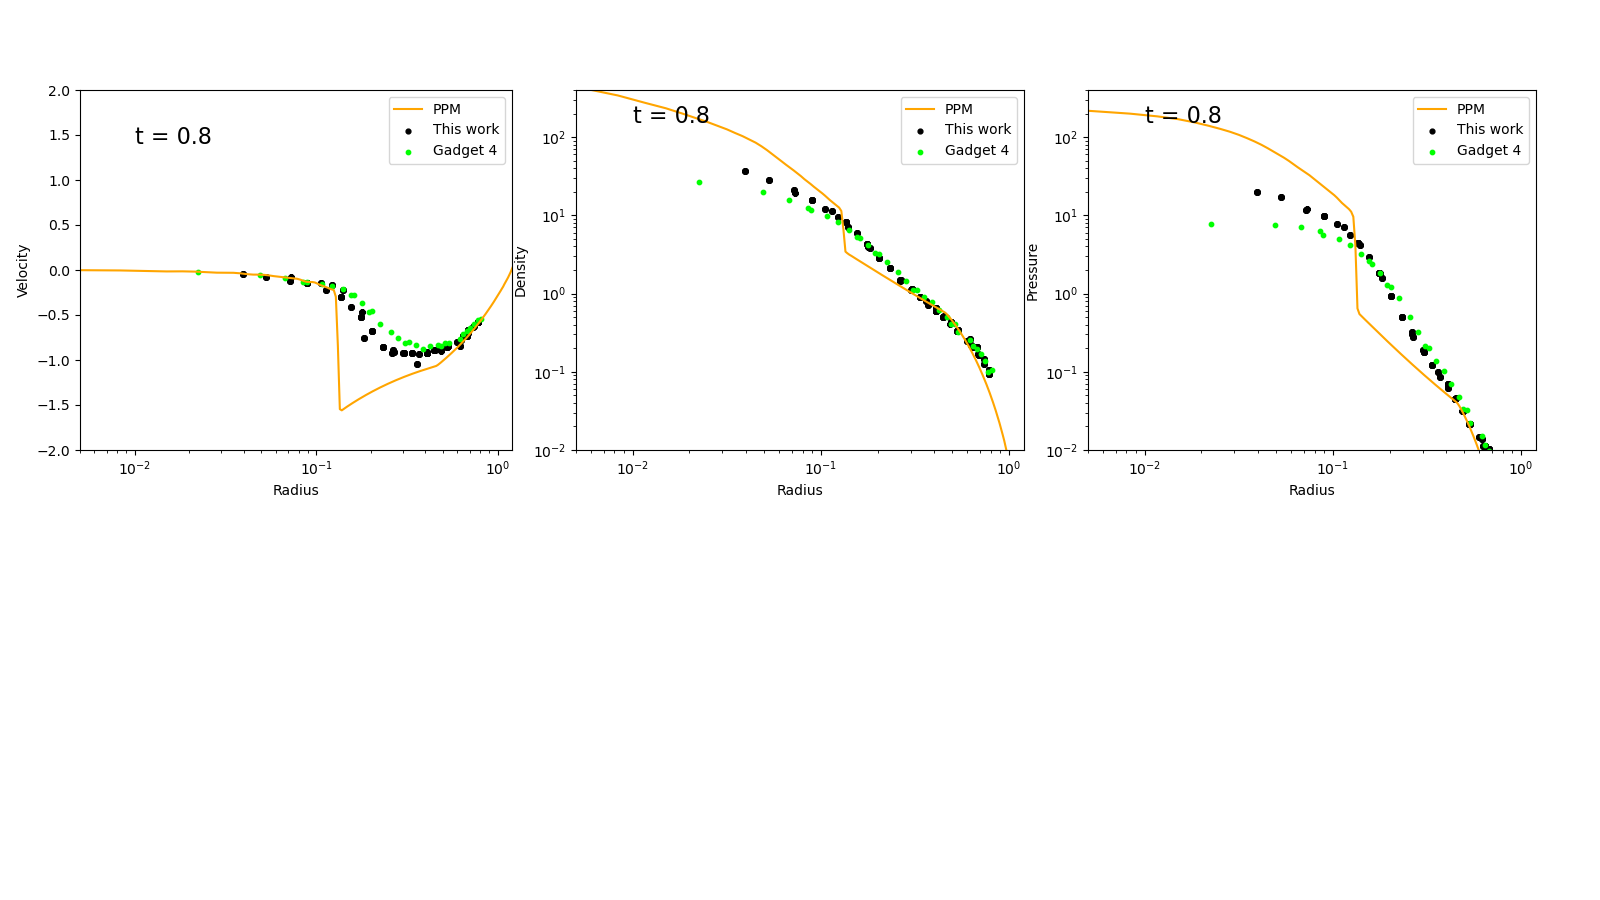 2.0
1.5
1.0
0.5
0.0
−0.5
−1.0
−1.5
−2.0
Velocity
t = 0.8
PPM
This work
Gadget 4
10⁻²
10⁻¹
10⁰
Radius
10²
10¹
10⁰
10⁻¹
10⁻²
Density
t = 0.8
PPM
This work
Gadget 4
10⁻²
10⁻¹
10⁰
Radius
10²
10¹
10⁰
10⁻¹
10⁻²
Pressure
t = 0.8
PPM
This work
Gadget 4
10⁻²
10⁻¹
10⁰
Radius